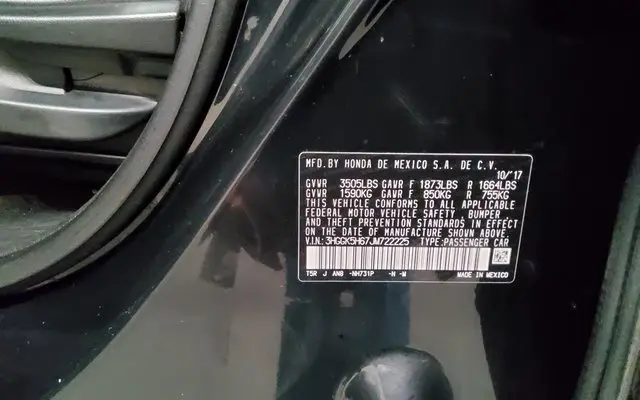 MFD. BY HONDA DE MEXICO S.A. DE C.V.
10/'17
GVWR 3505LBS GAWR F 1873LBS R 1664LBS
GVWR 1590KG GAWR F 850KG R 755KG
THIS VEHICLE CONFORMS TO ALL APPLICABLE
FEDERAL MOTOR VEHICLE SAFETY, BUMPER
AND THEFT PREVENTION STANDARDS IN EFFECT
ON THE DATE OF MANUFACTURE SHOWN ABOVE.
V.I.N: 3HGGK5H67JM722225 TYPE:PASSENGER CAR
T5R J AN8 -NH731P -N -M MADE IN MEXICO